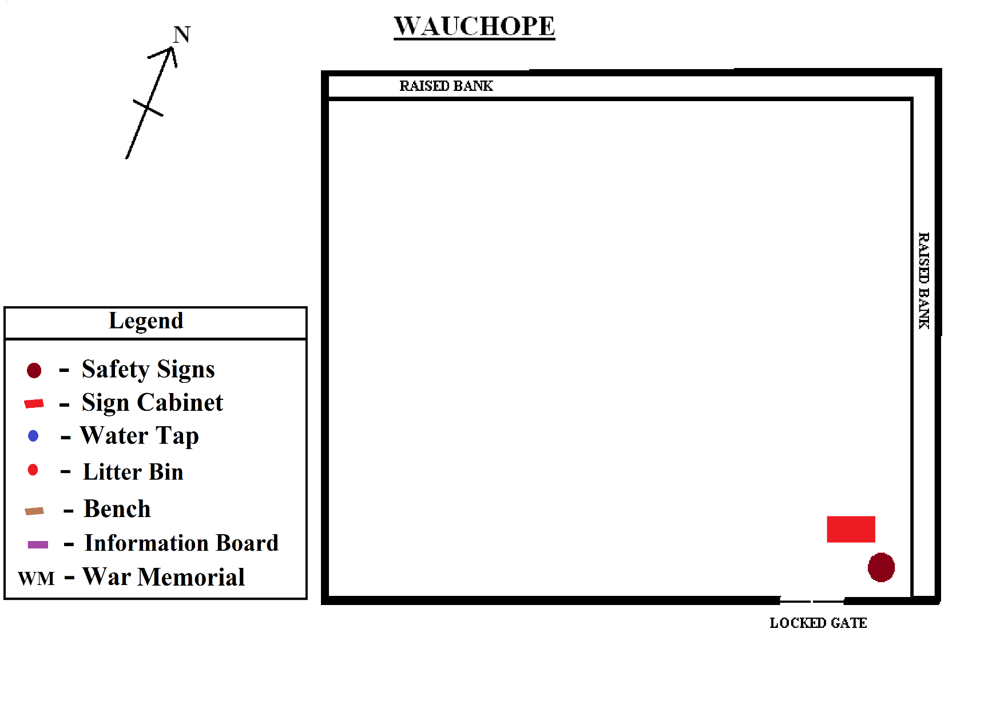 WAUCHOPE
N
RAISED BANK
RAISED BANK
Legend
- Safety Signs
- Sign Cabinet
- Water Tap
- Litter Bin
- Bench
- Information Board
WM - War Memorial
LOCKED GATE